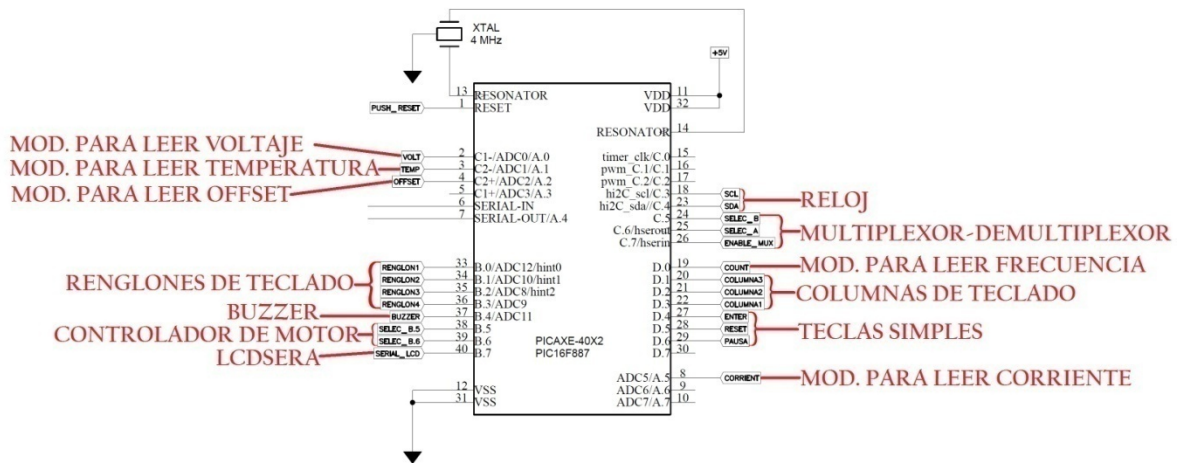 XTAL
4 MHz
+5V
13 RESONATOR
PUSH_RESET 1 RESET
VDD 11
VDD 32
RESONATOR 14
MOD. PARA LEER VOLTAJE
MOD. PARA LEER TEMPERATURA
MOD. PARA LEER OFFSET
VOLT 2 C1-/ADC0/A.0
TEMP 3 C2-/ADC1/A.1
OFFSET 4 C2+/ADC2/A.2
5 C1+/ADC3/A.3
6 SERIAL-IN
7 SERIAL-OUT/A.4
timer_clk/C.0 15
pwm_C.1/C.1 16
pwm_C.2/C.2 17
hi2C_scl/C.3 18 SCL
hi2C_sda//C.4 23 SDA
RELOJ
C.5 24 SELEC_B
C.6/hserout 25 SELEC_A
C.7/hserin 26 ENABLE_MUX
MULTIPLEXOR-DEMULTIPLEXOR
RENGLONES DE TECLADO
RENGLON1 33 B.0/ADC12/hint0
RENGLON2 34 B.1/ADC10/hint1
RENGLON3 35 B.2/ADC8/hint2
RENGLON4 36 B.3/ADC9
BUZZER
BUZZER 37 B.4/ADC11
CONTROLADOR DE MOTOR
SELEC_B.5 38 B.5
SELEC_B.6 39 B.6
LCDSERA
SERIAL_LCD 40 B.7
D.0 19 COUNT
MOD. PARA LEER FRECUENCIA
D.1 20 COLUMNA3
D.2 21 COLUMNA2
D.3 22 COLUMNA1
COLUMNAS DE TECLADO
D.4 27 ENTER
D.5 28 RESET
D.6 29 PAUSA
TECLAS SIMPLES
D.7 30
PICAXE-40X2
PIC16F887
ADC5/A.5 8 CORRIENT
MOD. PARA LEER CORRIENTE
ADC6/A.6 9
ADC7/A.7 10
12 VSS
31 VSS